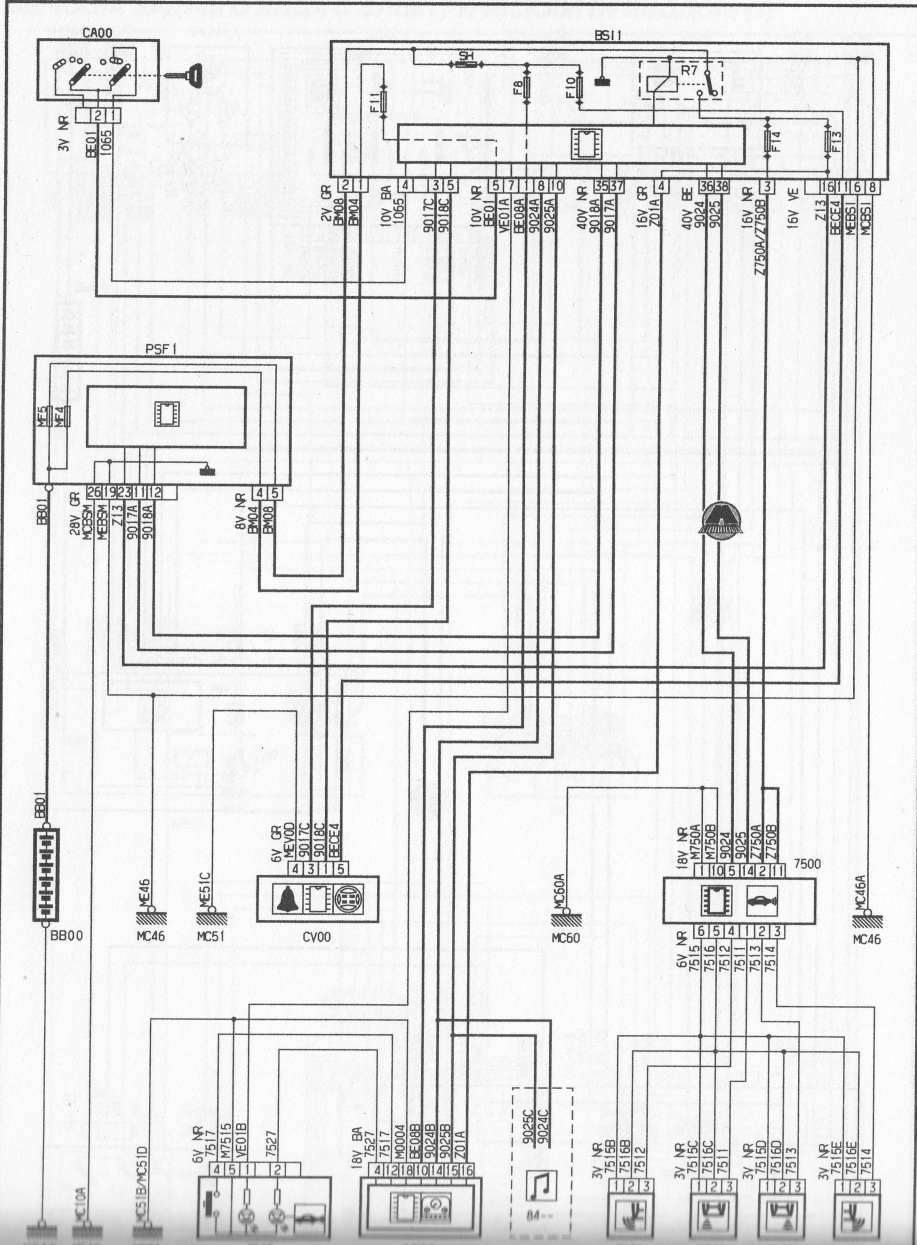 CA00
BSI1
SH
F11
F6
F10
R7
F14
F13
2 1
3V NR
BE01
1065
2 1
2V GR
BM08
BM04
4
10V BA
1065
3 5
9017C
9018C
5 7 1 8 10
10V NR
BE01
VE01A
BE08A
9024A
9025A
35 37
40V NR
9018A
9017A
4
16V GR
Z01A
36 38
40V BE
9024
9025
3
16V NR
Z750A/Z750B
16 11 6 8
16V VE
Z13
BECE4
MEBSI
MCBSI
PSF1
MF5
MF4
BB01
26 19 23 11 12
28V GR
MCBSM
MEBSM
Z13
9017A
9018A
4 5
8V NR
BM04
BM08
BB01
BB00
ME46
MC46
ME51C
MC51
6V GR
MEV0D
9017C
9018C
BECE4
4 3 1 5
CV00
MC60A
MC60
18V NR
M750A
M750B
9024
9025
Z750A
Z750B
1 10 5 14 2 11
7500
6 5 4 1 2 3
6V NR
7515
7516
7512
7511
7513
7514
MC46A
MC46
MC10A
MC51B/MC51D
6V NR
7517
M7515
VE01B
7527
4 5 1 2
18V BA
7527
7517
M0004
BE08B
9024B
9025B
Z01A
4 12 18 10 14 15 16
9025C
9024C
84--
3V NR
7515B
7516B
7512
1 2 3
3V NR
7515C
7516C
7511
1 2 3
3V NR
7515D
7516D
7513
1 2 3
3V NR
7515E
7516E
7514
1 2 3